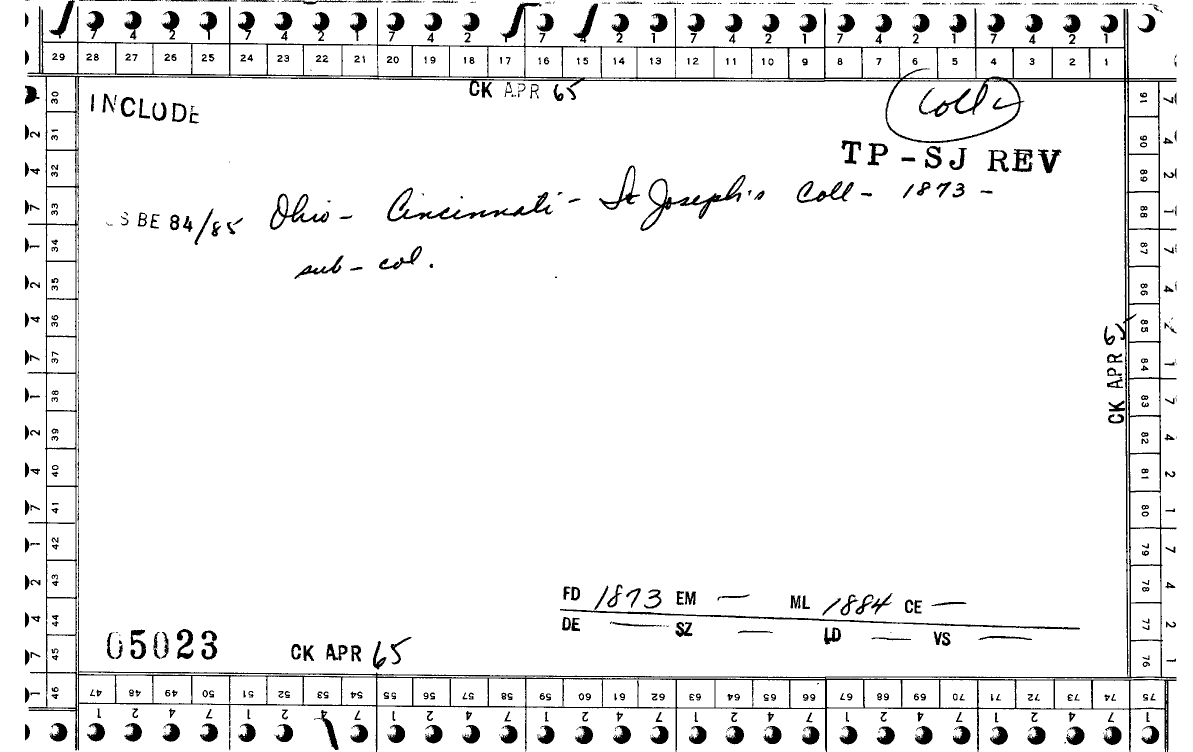 7 4 2 1 7 4 2 1 7 4 2 1 7 4 2 1 7 4 2 1 7 4 2 1 7 4 2 1
29 28 27 26 25 24 23 22 21 20 19 18 17 16 15 14 13 12 11 10 9 8 7 6 5 4 3 2 1
CK APR 65
INCLUDE
Coll
TP-SJ REV
US BE 84/85 Ohio - Cincinnati - St Joseph's Coll - 1873 -
sub-col.
CK APR 65
FD 1873 EM — ML 1884 CE —
DE — SZ — LD — VS —
05023 CK APR 65
30 31 32 33 34 35 36 37 38 39 40 41 42 43 44 45 46
91 90 89 88 87 86 85 84 83 82 81 80 79 78 77 76 75
47 48 49 50 51 52 53 54 55 56 57 58 59 60 61 62 63 64 65 66 67 68 69 70 71 72 73 74 75
1 2 4 7 1 2 4 7 1 2 4 7 1 2 4 7 1 2 4 7 1 2 4 7 1 2 4 7 1